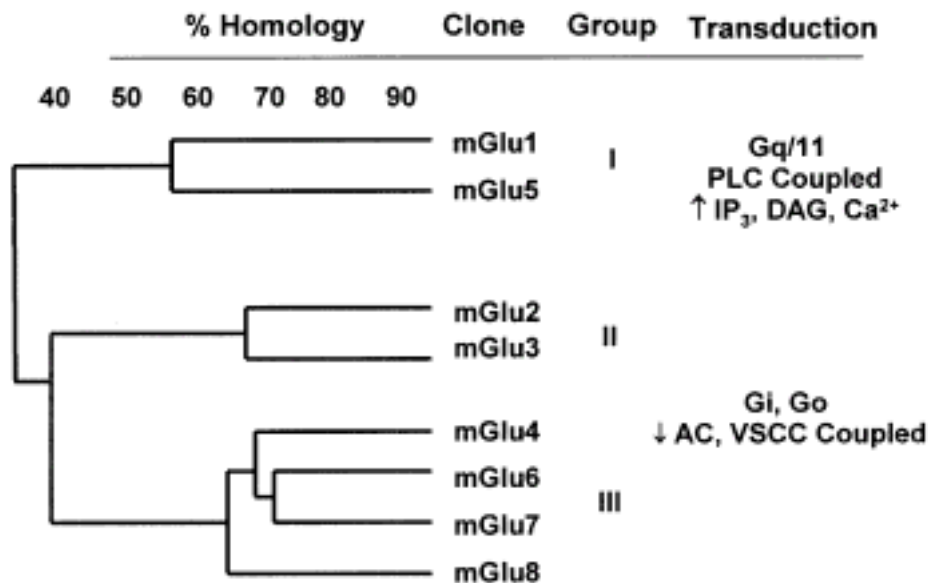 % Homology Clone Group Transduction
40 50 60 70 80 90
mGlu1
I
Gq/11
mGlu5
PLC Coupled
↑ IP₃, DAG, Ca²⁺
mGlu2
II
mGlu3
Gi, Go
mGlu4
↓ AC, VSCC Coupled
mGlu6
III
mGlu7
mGlu8